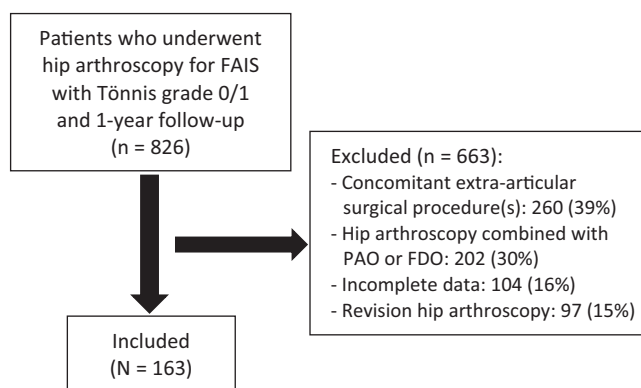 Patients who underwent
hip arthroscopy for FAIS
with Tönnis grade 0/1
and 1-year follow-up
(n = 826)
Excluded (n = 663):
- Concomitant extra-articular
surgical procedure(s): 260 (39%)
- Hip arthroscopy combined with
PAO or FDO: 202 (30%)
- Incomplete data: 104 (16%)
- Revision hip arthroscopy: 97 (15%)
Included
(N = 163)